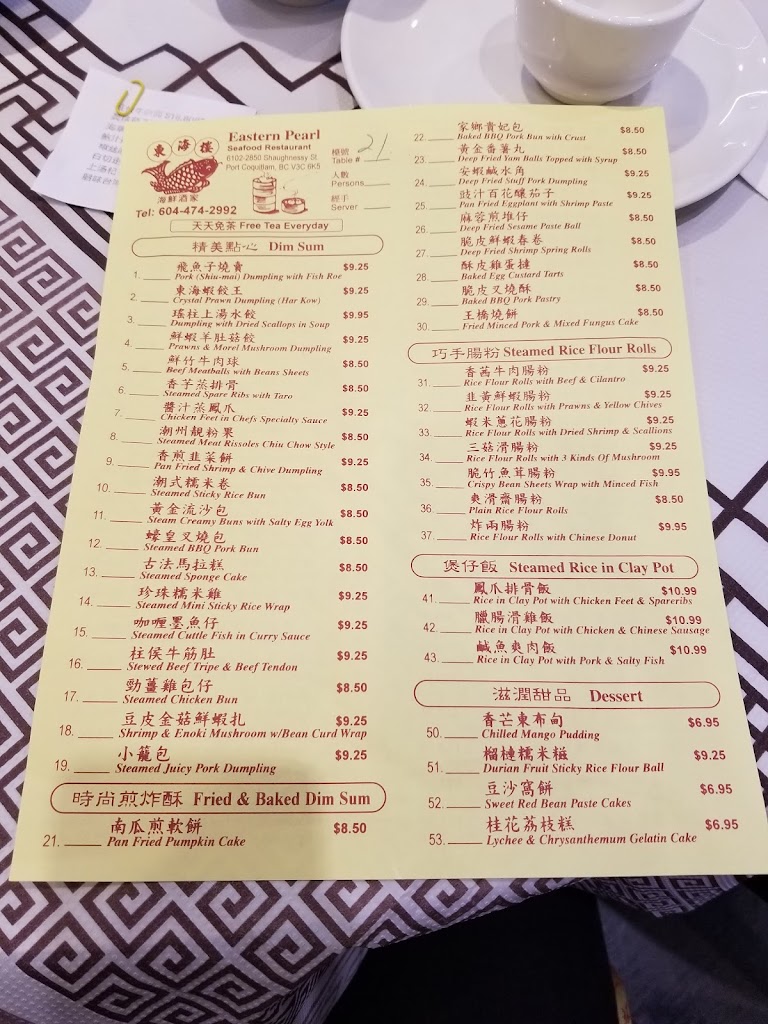 東海樓
海鮮酒家
Eastern Pearl
Seafood Restaurant
6102-2850 Shaughnessy St.
Port Coquitlam, BC V3C 6K5
Tel: 604-474-2992
檯號
Table # 21
人數
Persons
經手
Server
天天免茶 Free Tea Everyday
精美點心 Dim Sum
飛魚子燒賣 $9.25
1. Pork (Shiu-mai) Dumpling with Fish Roe
東海蝦餃王 $9.25
2. Crystal Prawn Dumpling (Har Kow)
瑤柱上湯水餃 $9.95
3. Dumpling with Dried Scallops in Soup
鮮蝦羊肚菇餃 $9.25
4. Prawns & Morel Mushroom Dumpling
鮮竹牛肉球 $8.50
5. Beef Meatballs with Beans Sheets
香芋蒸排骨 $8.50
6. Steamed Spare Ribs with Taro
醬汁蒸鳳爪 $9.25
7. Chicken Feet in Chefs Specialty Sauce
潮州靚粉果 $8.50
8. Steamed Meat Rissoles Chiu Chow Style
香煎韭菜餅 $9.25
9. Pan Fried Shrimp & Chive Dumpling
潮式糯米卷 $8.50
10. Steamed Sticky Rice Bun
黃金流沙包 $8.50
11. Steam Creamy Buns with Salty Egg Yolk
蠔皇叉燒包 $8.50
12. Steamed BBQ Pork Bun
古法馬拉糕 $8.50
13. Steamed Sponge Cake
珍珠糯米雞 $9.25
14. Steamed Mini Sticky Rice Wrap
咖喱墨魚仔 $9.25
15. Steamed Cuttle Fish in Curry Sauce
柱侯牛筋肚 $9.25
16. Stewed Beef Tripe & Beef Tendon
勁薑雞包仔 $8.50
17. Steamed Chicken Bun
豆皮金菇鮮蝦扎 $9.25
18. Shrimp & Enoki Mushroom w/Bean Curd Wrap
小籠包 $9.25
19. Steamed Juicy Pork Dumpling
時尚煎炸酥 Fried & Baked Dim Sum
南瓜煎軟餅 $8.50
21. Pan Fried Pumpkin Cake
家鄉貴妃包 $8.50
22. Baked BBQ Pork Bun with Crust
黃金番薯丸 $8.50
23. Deep Fried Yam Balls Topped with Syrup
安蝦鹹水角 $9.25
24. Deep Fried Stuff Pork Dumpling
豉汁百花釀茄子 $9.25
25. Pan Fried Eggplant with Shrimp Paste
麻蓉煎堆仔 $8.50
26. Deep Fried Sesame Paste Ball
脆皮鮮蝦春卷 $8.50
27. Deep Fried Shrimp Spring Rolls
酥皮雞蛋撻 $8.50
28. Baked Egg Custard Tarts
脆皮叉燒酥 $8.50
29. Baked BBQ Pork Pastry
王橋燒餅 $8.50
30. Fried Minced Pork & Mixed Fungus Cake
巧手腸粉 Steamed Rice Flour Rolls
香茜牛肉腸粉 $9.25
31. Rice Flour Rolls with Beef & Cilantro
韭黃鮮蝦腸粉 $9.25
32. Rice Flour Rolls with Prawns & Yellow Chives
蝦米蔥花腸粉 $9.25
33. Rice Flour Rolls with Dried Shrimp & Scallions
三菇滑腸粉 $9.25
34. Rice Flour Rolls with 3 Kinds Of Mushroom
脆竹魚茸腸粉 $9.95
35. Crispy Bean Sheets Wrap with Minced Fish
爽滑齋腸粉 $8.50
36. Plain Rice Flour Rolls
炸兩腸粉 $9.95
37. Rice Flour Rolls with Chinese Donut
煲仔飯 Steamed Rice in Clay Pot
鳳爪排骨飯 $10.99
41. Rice in Clay Pot with Chicken Feet & Spareribs
臘腸滑雞飯 $10.99
42. Rice in Clay Pot with Chicken & Chinese Sausage
鹹魚爽肉飯 $10.99
43. Rice in Clay Pot with Pork & Salty Fish
滋潤甜品 Dessert
香芒東布甸 $6.95
50. Chilled Mango Pudding
榴槤糯米糍 $9.25
51. Durian Fruit Sticky Rice Flour Ball
豆沙窩餅 $6.95
52. Sweet Red Bean Paste Cakes
桂花荔枝糕 $6.95
53. Lychee & Chrysanthemum Gelatin Cake